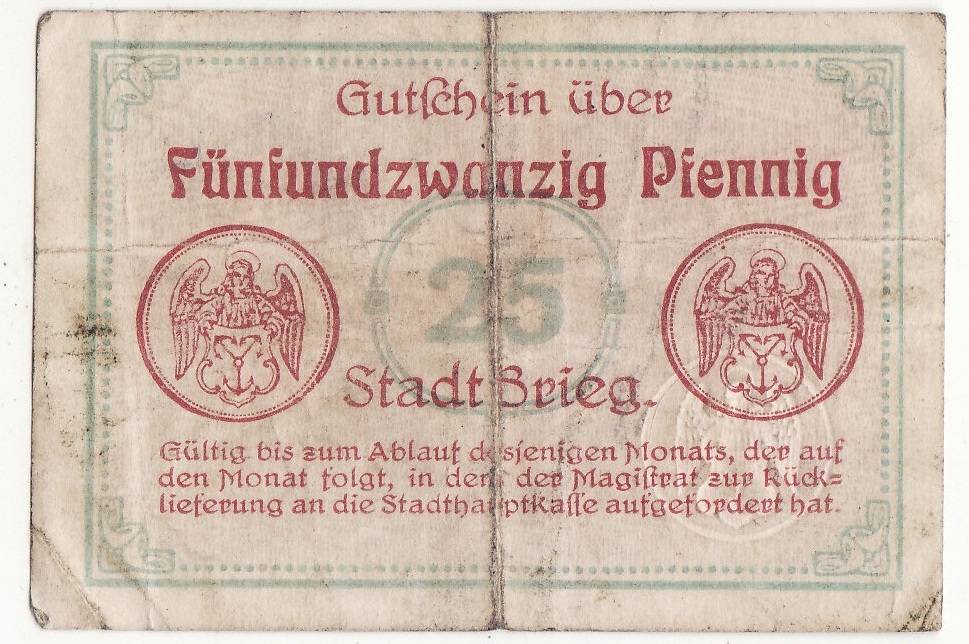 Gutſchein über
Fünfundzwanzig Pfennig
25
Stadt Brieg.
Gültig bis zum Ablauf desjenigen Monats, der auf
den Monat folgt, in dem der Magiſtrat zur Rück=
lieferung an die Stadthauptkaſſe aufgefordert hat.